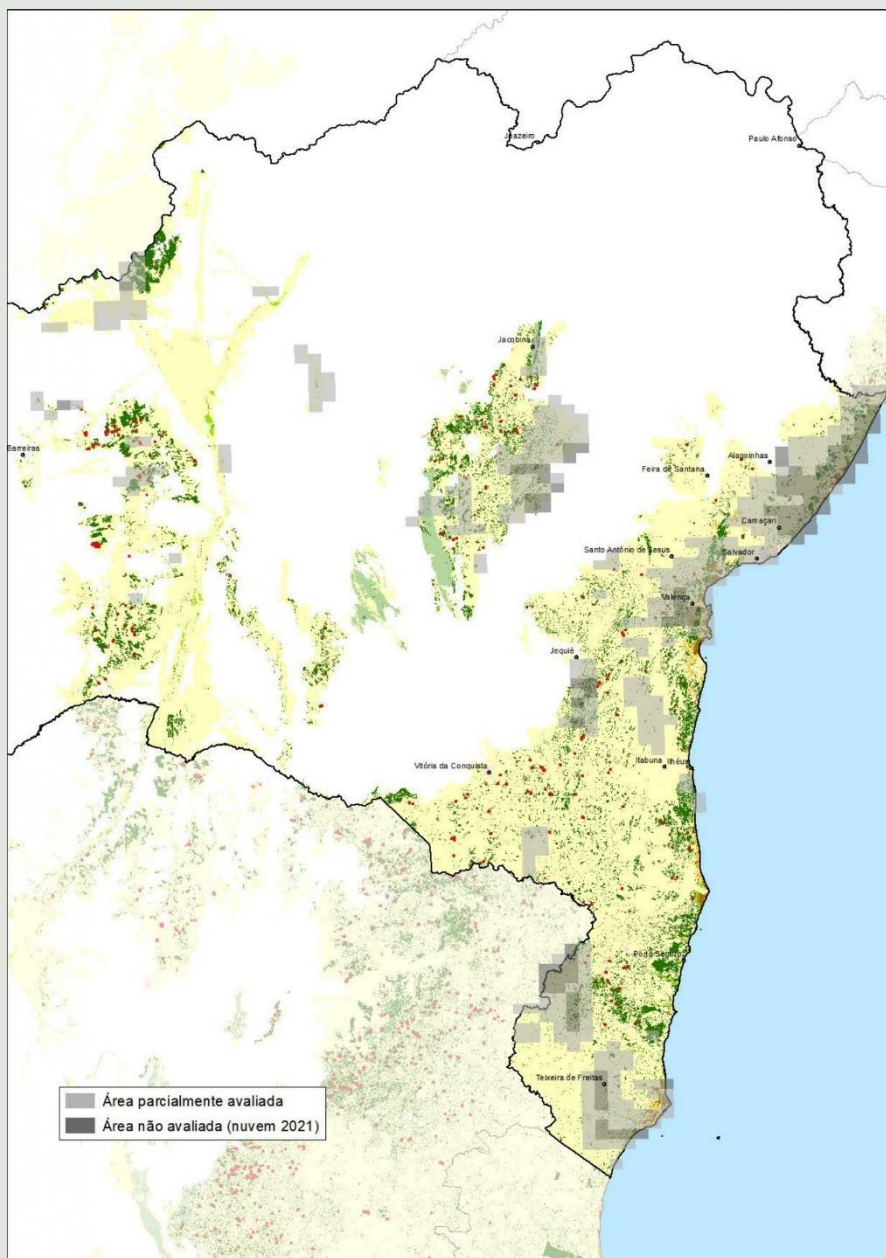 Juazeiro
Paulo Afonso
Jacobina
Barreiras
Alagoinhas
Feira de Santana
Camaçari
Santo Antônio de Jesus
Salvador
Valença
Jequié
Itabuna
Ilhéus
Vitória da Conquista
Porto Seguro
Teixeira de Freitas
Área parcialmente avaliada
Área não avaliada (nuvem 2021)